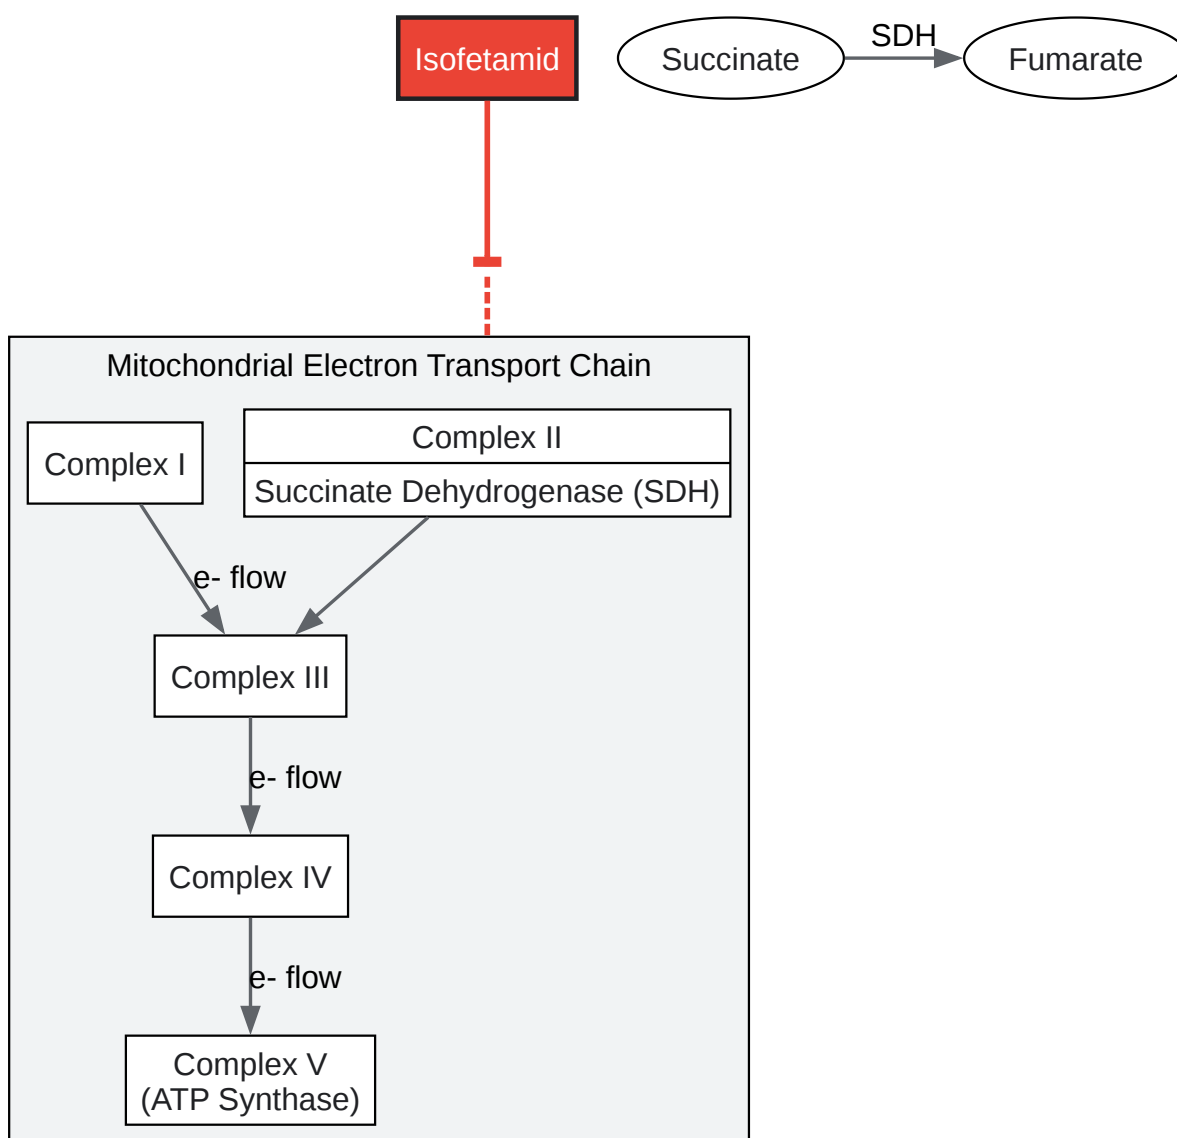 Isofetamid
Succinate
SDH
Fumarate
Mitochondrial Electron Transport Chain
Complex I
Complex II
Succinate Dehydrogenase (SDH)
e- flow
Complex III
e- flow
Complex IV
e- flow
Complex V
(ATP Synthase)